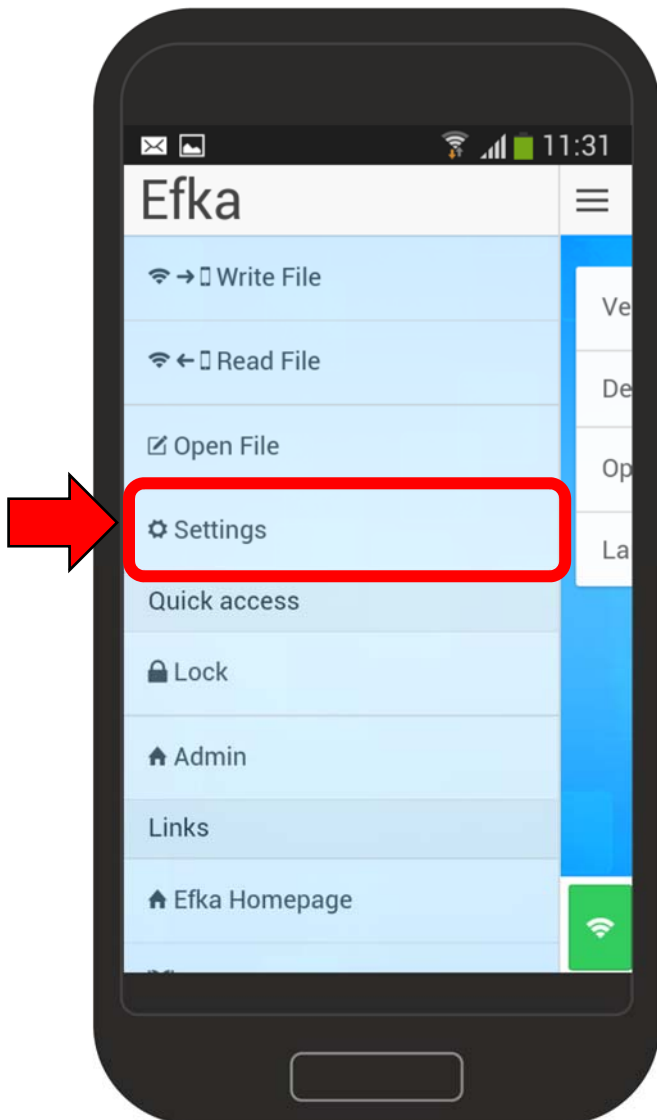 11:31
Efka
Write File
Ve
Read File
De
Open File
Op
Settings
La
Quick access
Lock
Admin
Links
Efka Homepage